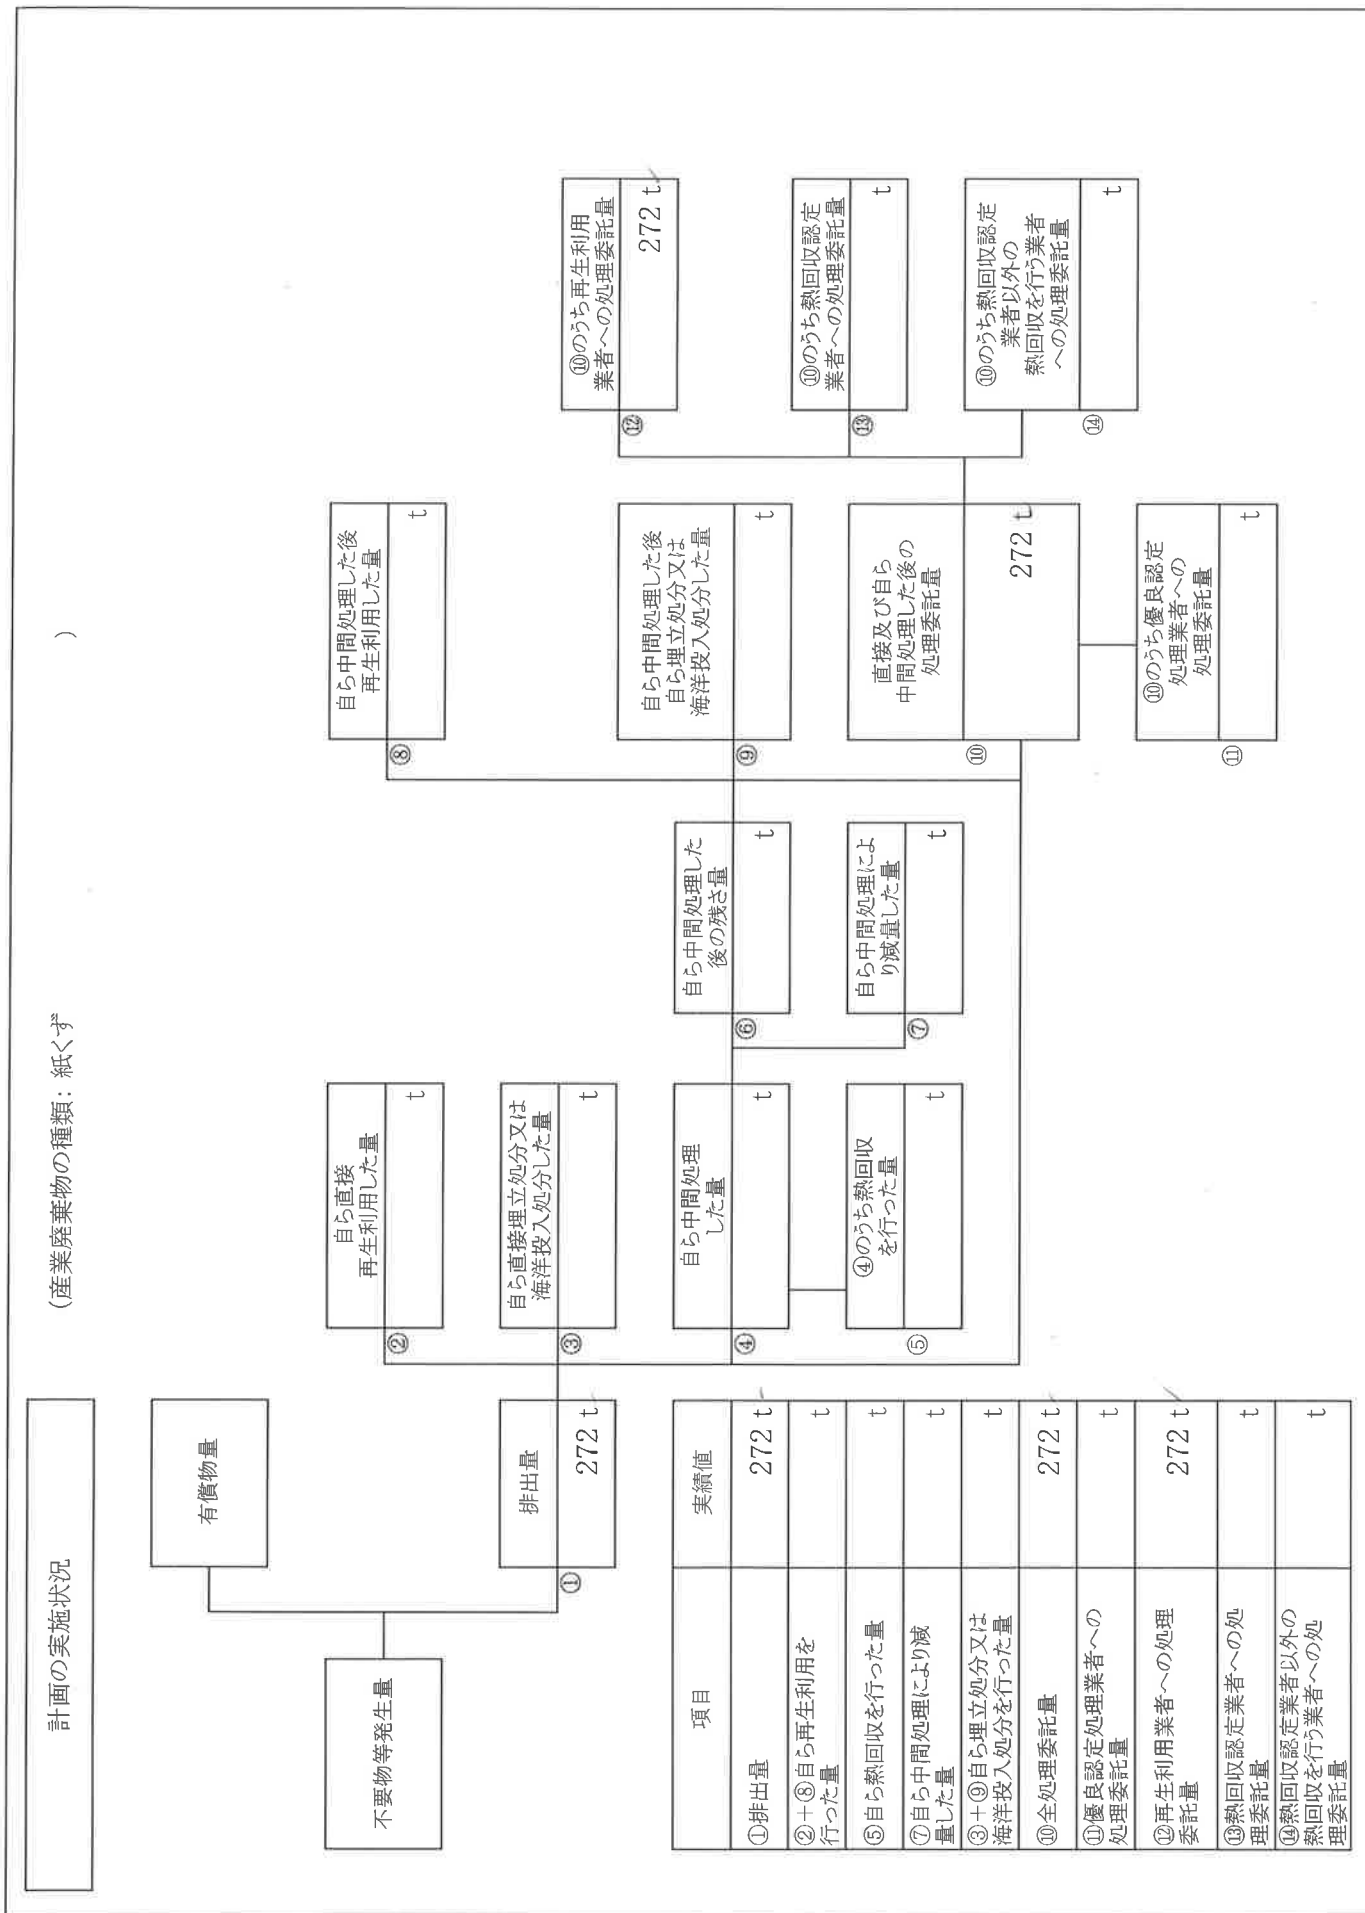 計画の実施状況
(産業廃棄物の種類：紙くず
)
不要物等発生量
有償物量
①
排出量
272 t
②
自ら直接
再生利用した量
t
③
自ら直接埋立処分又は
海洋投入処分した量
t
④
自ら中間処理
した量
t
⑤
④のうち熱回収
を行った量
t
⑥
自ら中間処理した
後の残さ量
t
⑦
自ら中間処理によ
り減量した量
t
⑧
自ら中間処理した後
再生利用した量
t
⑨
自ら中間処理した後
自ら埋立処分又は
海洋投入処分した量
t
⑩
直接及び自ら
中間処理した後の
処理委託量
272 t
⑪
⑩のうち優良認定
処理業者への
処理委託量
t
⑫
⑩のうち再生利用
業者への処理委託量
272 t
⑬
⑩のうち熱回収認定
業者への処理委託量
t
⑭
⑩のうち熱回収認定
業者以外の
熱回収を行う業者
への処理委託量
t
項目
実績値
①排出量
272 t
②＋⑧自ら再生利用を
行った量
t
⑤自ら熱回収を行った量
t
⑦自ら中間処理により減
量した量
t
③＋⑨自ら埋立処分又は
海洋投入処分を行った量
t
⑩全処理委託量
272 t
⑪優良認定処理業者への
処理委託量
t
⑫再生利用業者への処理
委託量
272 t
⑬熱回収認定業者への処
理委託量
t
⑭熱回収認定業者以外の
熱回収を行う業者への処
理委託量
t